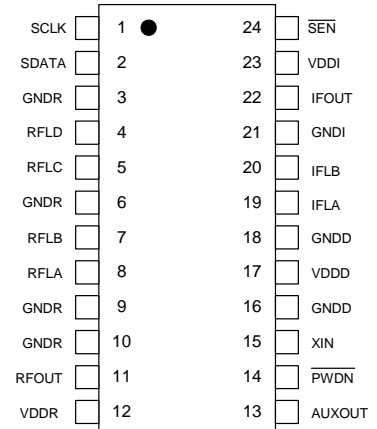 SCLK 1 24 S̅E̅N̅
SDATA 2 23 VDDI
GNDR 3 22 IFOUT
RFLD 4 21 GNDI
RFLC 5 20 IFLB
GNDR 6 19 IFLA
RFLB 7 18 GNDD
RFLA 8 17 VDDD
GNDR 9 16 GNDD
GNDR 10 15 XIN
RFOUT 11 14 P̅W̅D̅N̅
VDDR 12 13 AUXOUT